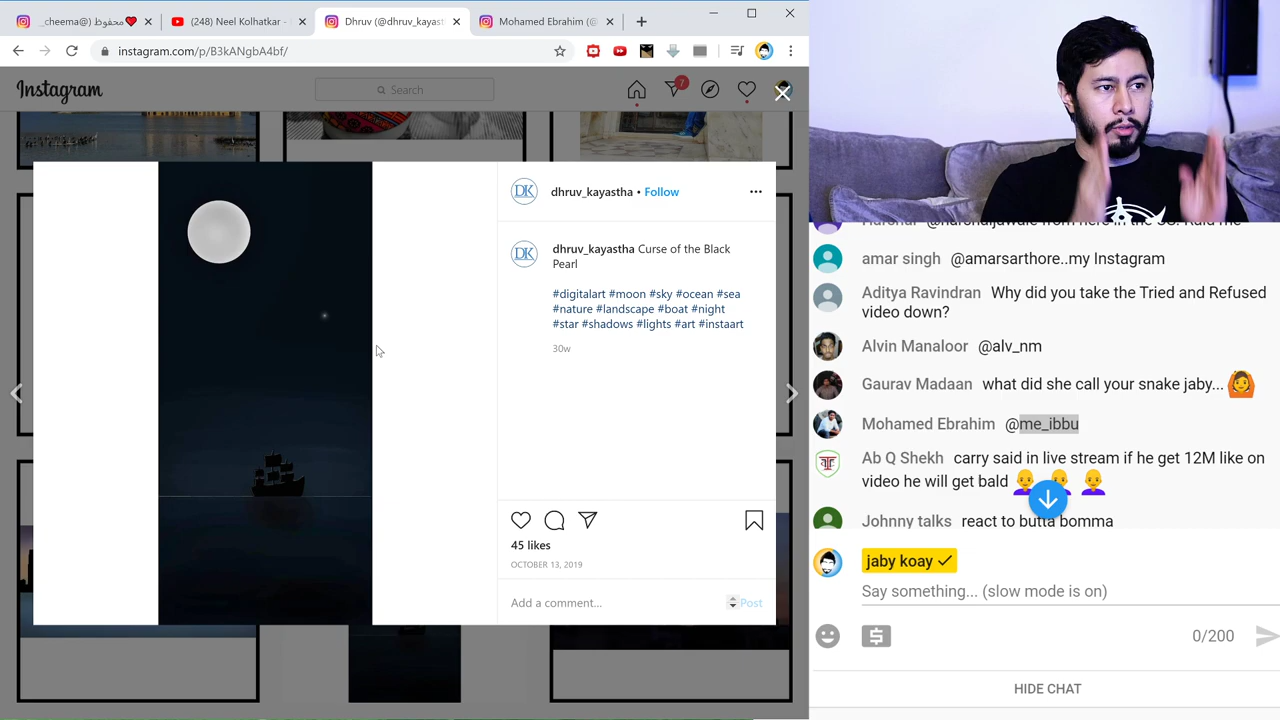 محفوظ (@_cheema
(248) Neel Kolhatkar -
Dhruv (@dhruv_kayast
Mohamed Ebrahim (@
instagram.com/p/B3kANgbA4bf/
Instagram
Search
7
DK
dhruv_kayastha • Follow
DK
dhruv_kayastha Curse of the Black
Pearl
#digitalart #moon #sky #ocean #sea
#nature #landscape #boat #night
#star #shadows #lights #art #instaart
30w
45 likes
OCTOBER 13, 2019
Add a comment...
Post
amar singh @amarsarthore..my Instagram
Aditya Ravindran Why did you take the Tried and Refused
video down?
Alvin Manaloor @alv_nm
Gaurav Madaan what did she call your snake jaby...
Mohamed Ebrahim @me_ibbu
Ab Q Shekh carry said in live stream if he get 12M like on
video he will get bald
Johnny talks react to butta bomma
jaby koay
Say something... (slow mode is on)
0/200
HIDE CHAT